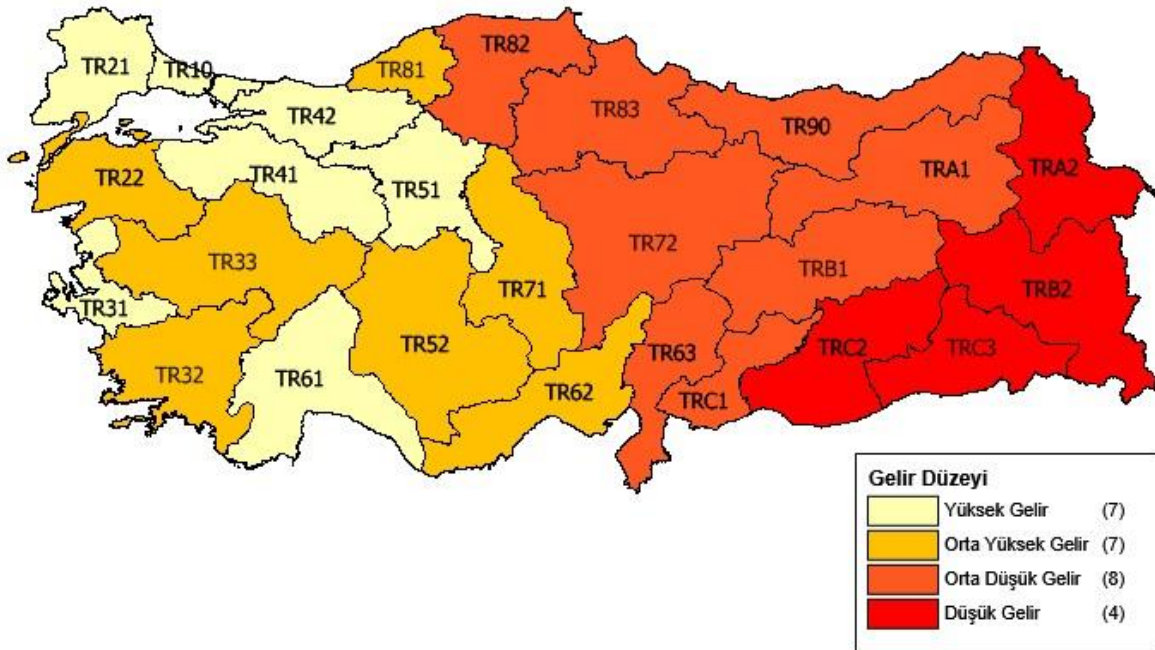 TR82
TR21
TR10
TR81
TR83
TR42
TR90
TR22
TR41
TR51
TRA1
TRA2
TR72
TR33
TRB1
TR71
TRB2
TR31
TR52
TR63
TRC2
TRC3
TR32
TR61
TR62
TRC1
Gelir Düzeyi
Yüksek Gelir (7)
Orta Yüksek Gelir (7)
Orta Düşük Gelir (8)
Düşük Gelir (4)